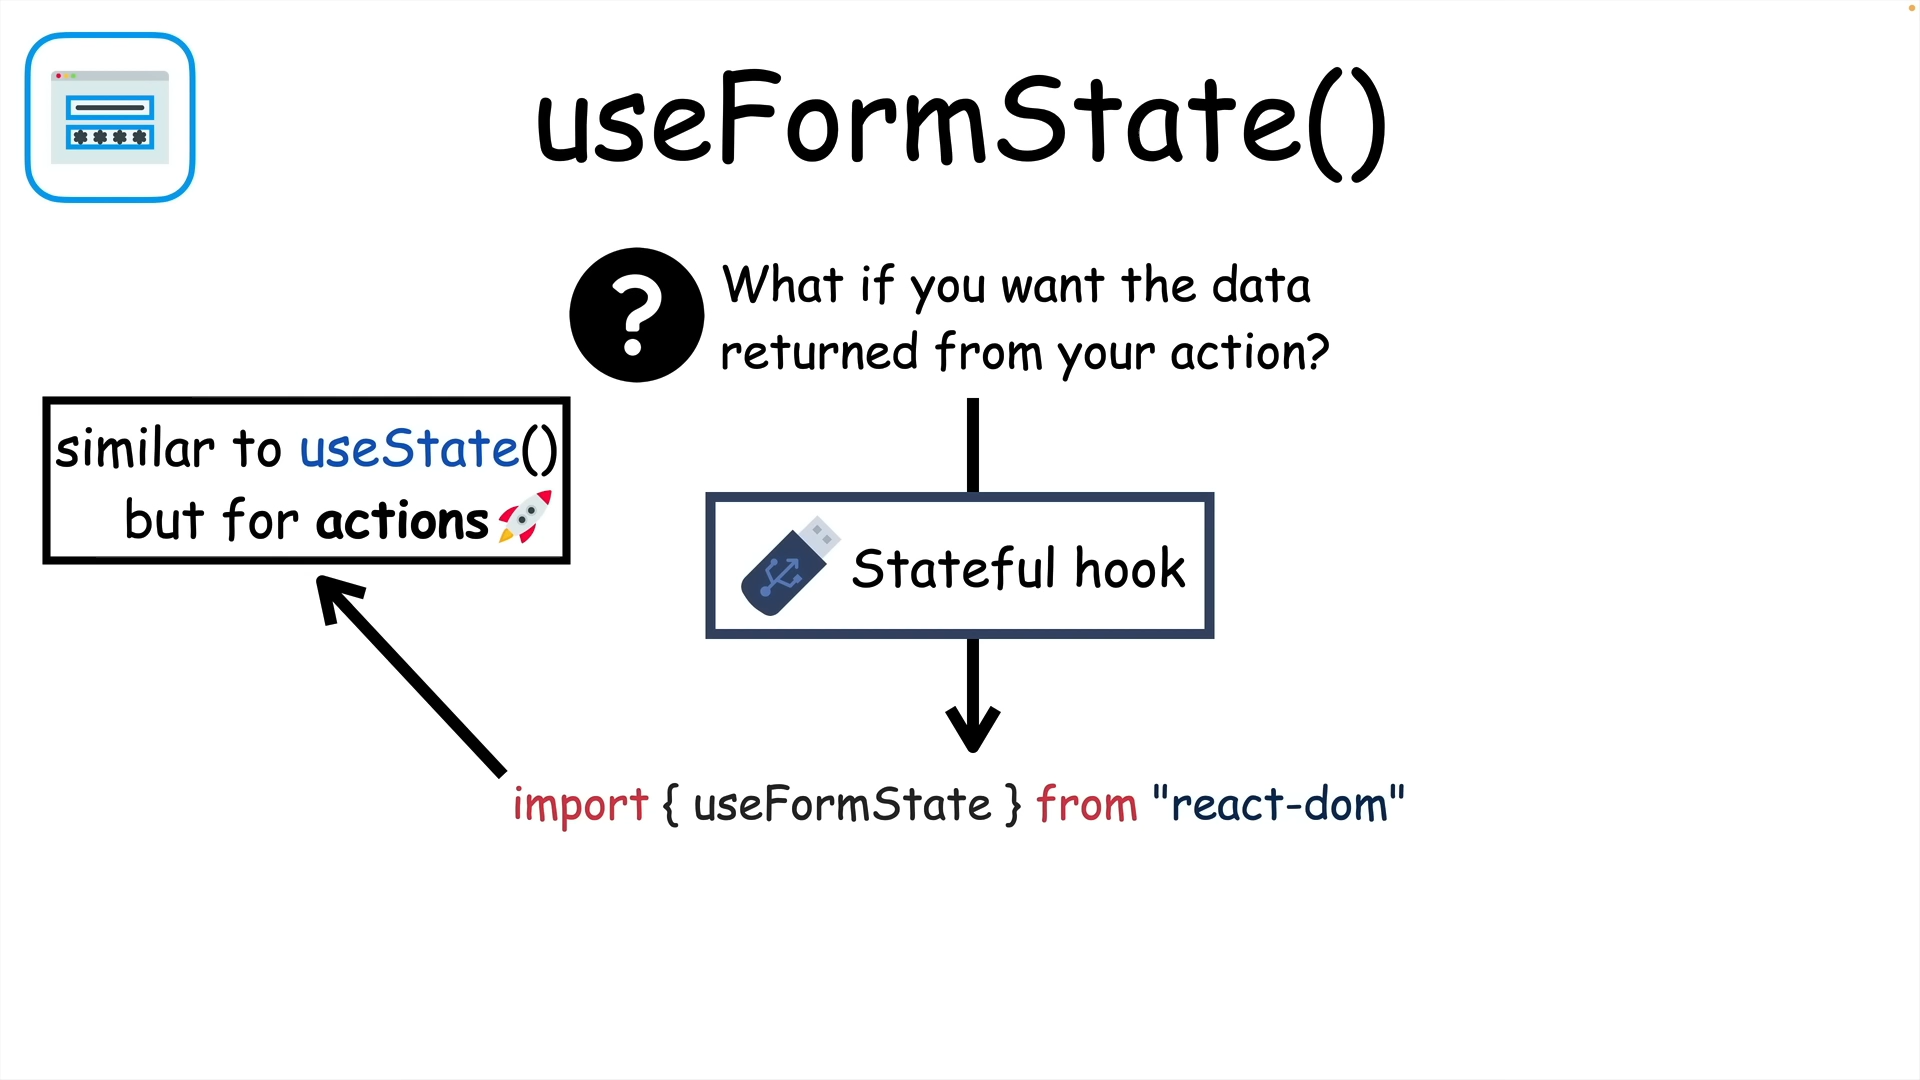 useFormState()
What if you want the data
returned from your action?
similar to useState()
but for actions
Stateful hook
import { useFormState } from "react-dom"